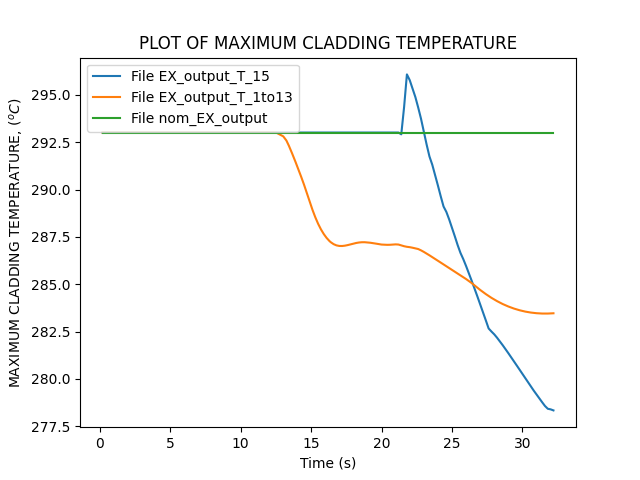 PLOT OF MAXIMUM CLADDING TEMPERATURE
File EX_output_T_15
File EX_output_T_1to13
File nom_EX_output
MAXIMUM CLADDING TEMPERATURE, (°C)
295.0
292.5
290.0
287.5
285.0
282.5
280.0
277.5
0 5 10 15 20 25 30
Time (s)